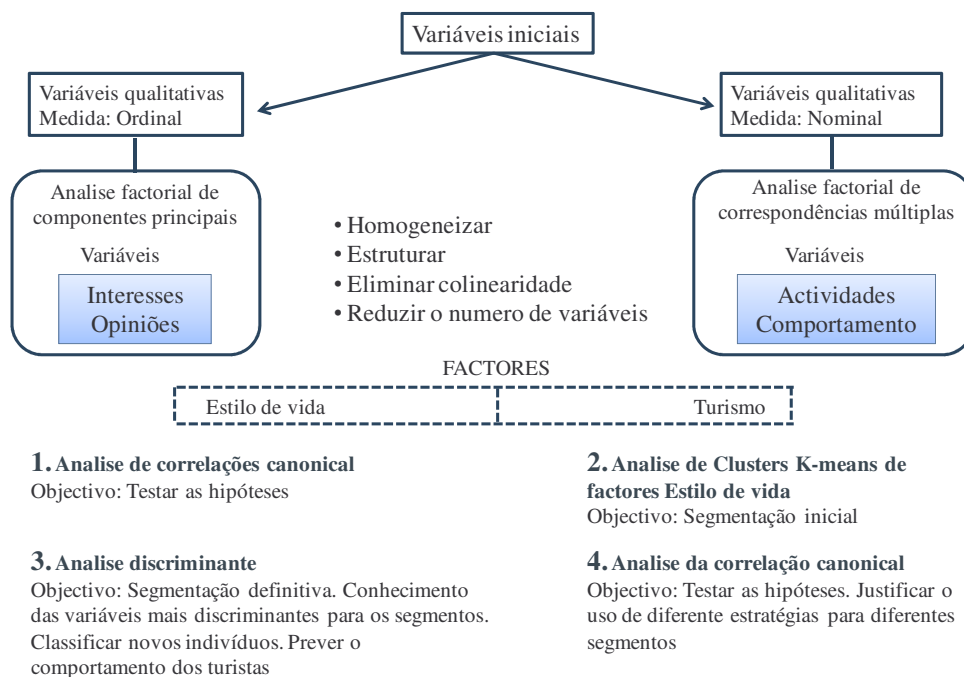 Variáveis iniciais
Variáveis qualitativas
Medida: Ordinal
Variáveis qualitativas
Medida: Nominal
Analise factorial de
componentes principais
Variáveis
Interesses
Opiniões
• Homogeneizar
• Estruturar
• Eliminar colinearidade
• Reduzir o numero de variáveis
Analise factorial de
correspondências múltiplas
Variáveis
Actividades
Comportamento
FACTORES
Estilo de vida
Turismo
1. Analise de correlações canonical
Objectivo: Testar as hipóteses
2. Analise de Clusters K-means de
factores Estilo de vida
Objectivo: Segmentação inicial
3. Analise discriminante
Objectivo: Segmentação definitiva. Conhecimento
das variáveis mais discriminantes para os segmentos.
Classificar novos indivíduos. Prever o
comportamento dos turistas
4. Analise da correlação canonical
Objectivo: Testar as hipóteses. Justificar o
uso de diferente estratégias para diferentes
segmentos